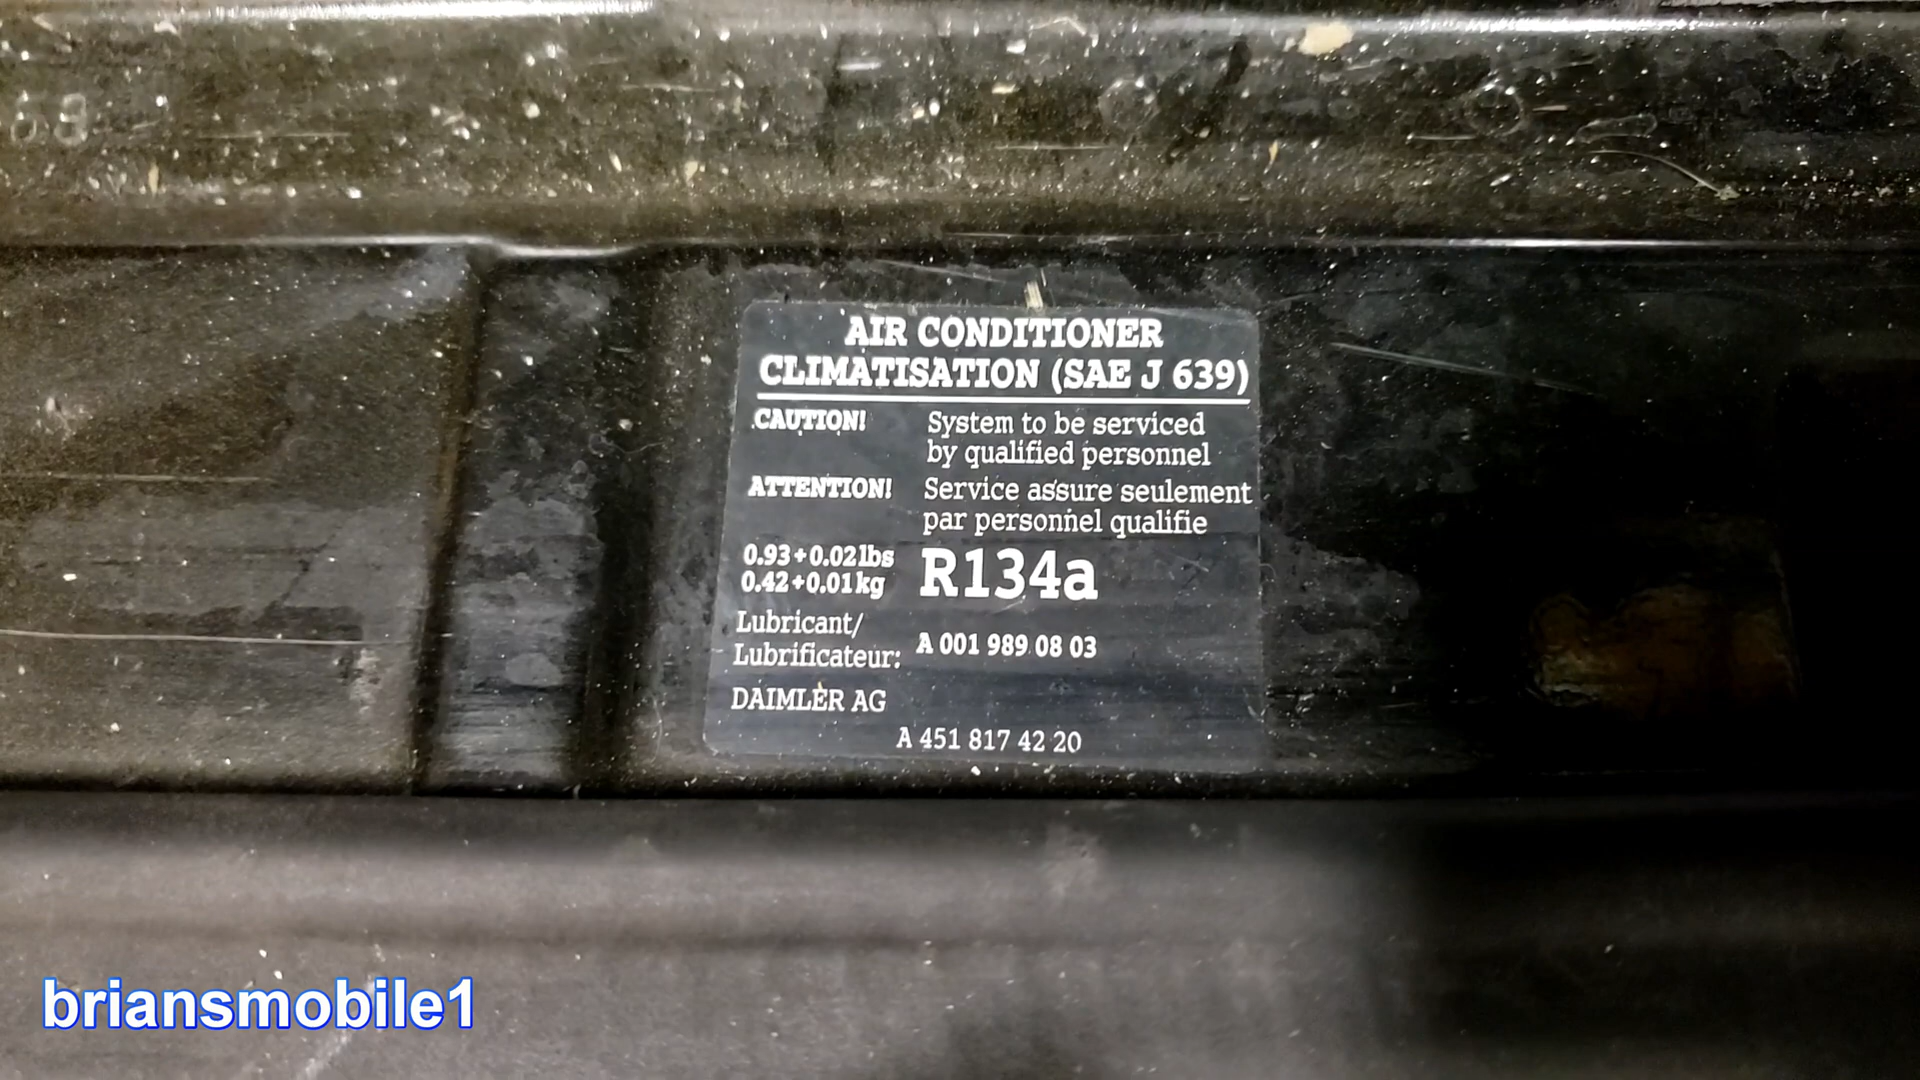 68
AIR CONDITIONER
CLIMATISATION (SAE J 639)
CAUTION! System to be serviced
by qualified personnel
ATTENTION! Service assure seulement
par personnel qualifie
0.93+0.02lbs
0.42+0.01kg
R134a
Lubricant/
Lubrificateur:
A 001 989 08 03
DAIMLER AG
A 451 817 42 20
briansmobile1